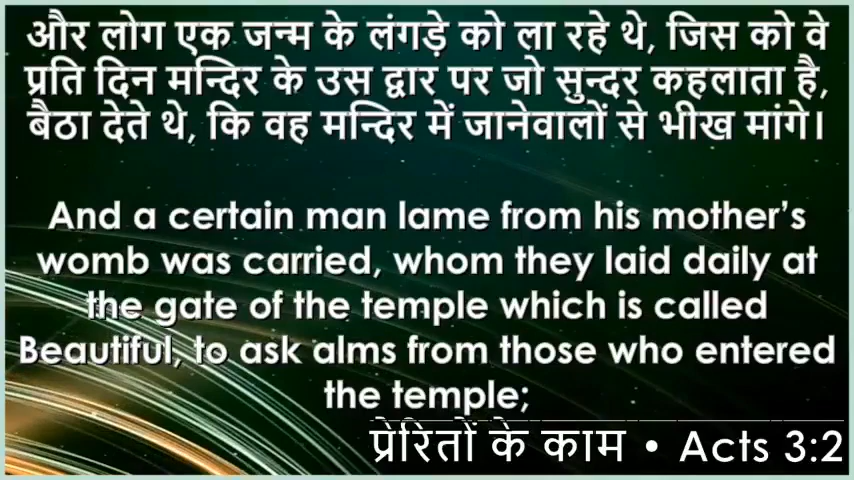 और लोग एक जन्म के लंगड़े को ला रहे थे, जिस को वे
प्रति दिन मन्दिर के उस द्वार पर जो सुन्दर कहलाता है,
बैठा देते थे, कि वह मन्दिर में जानेवालों से भीख मांगे।
And a certain man lame from his mother’s
womb was carried, whom they laid daily at
the gate of the temple which is called
Beautiful, to ask alms from those who entered
the temple;
प्रेरितों के काम • Acts 3:2